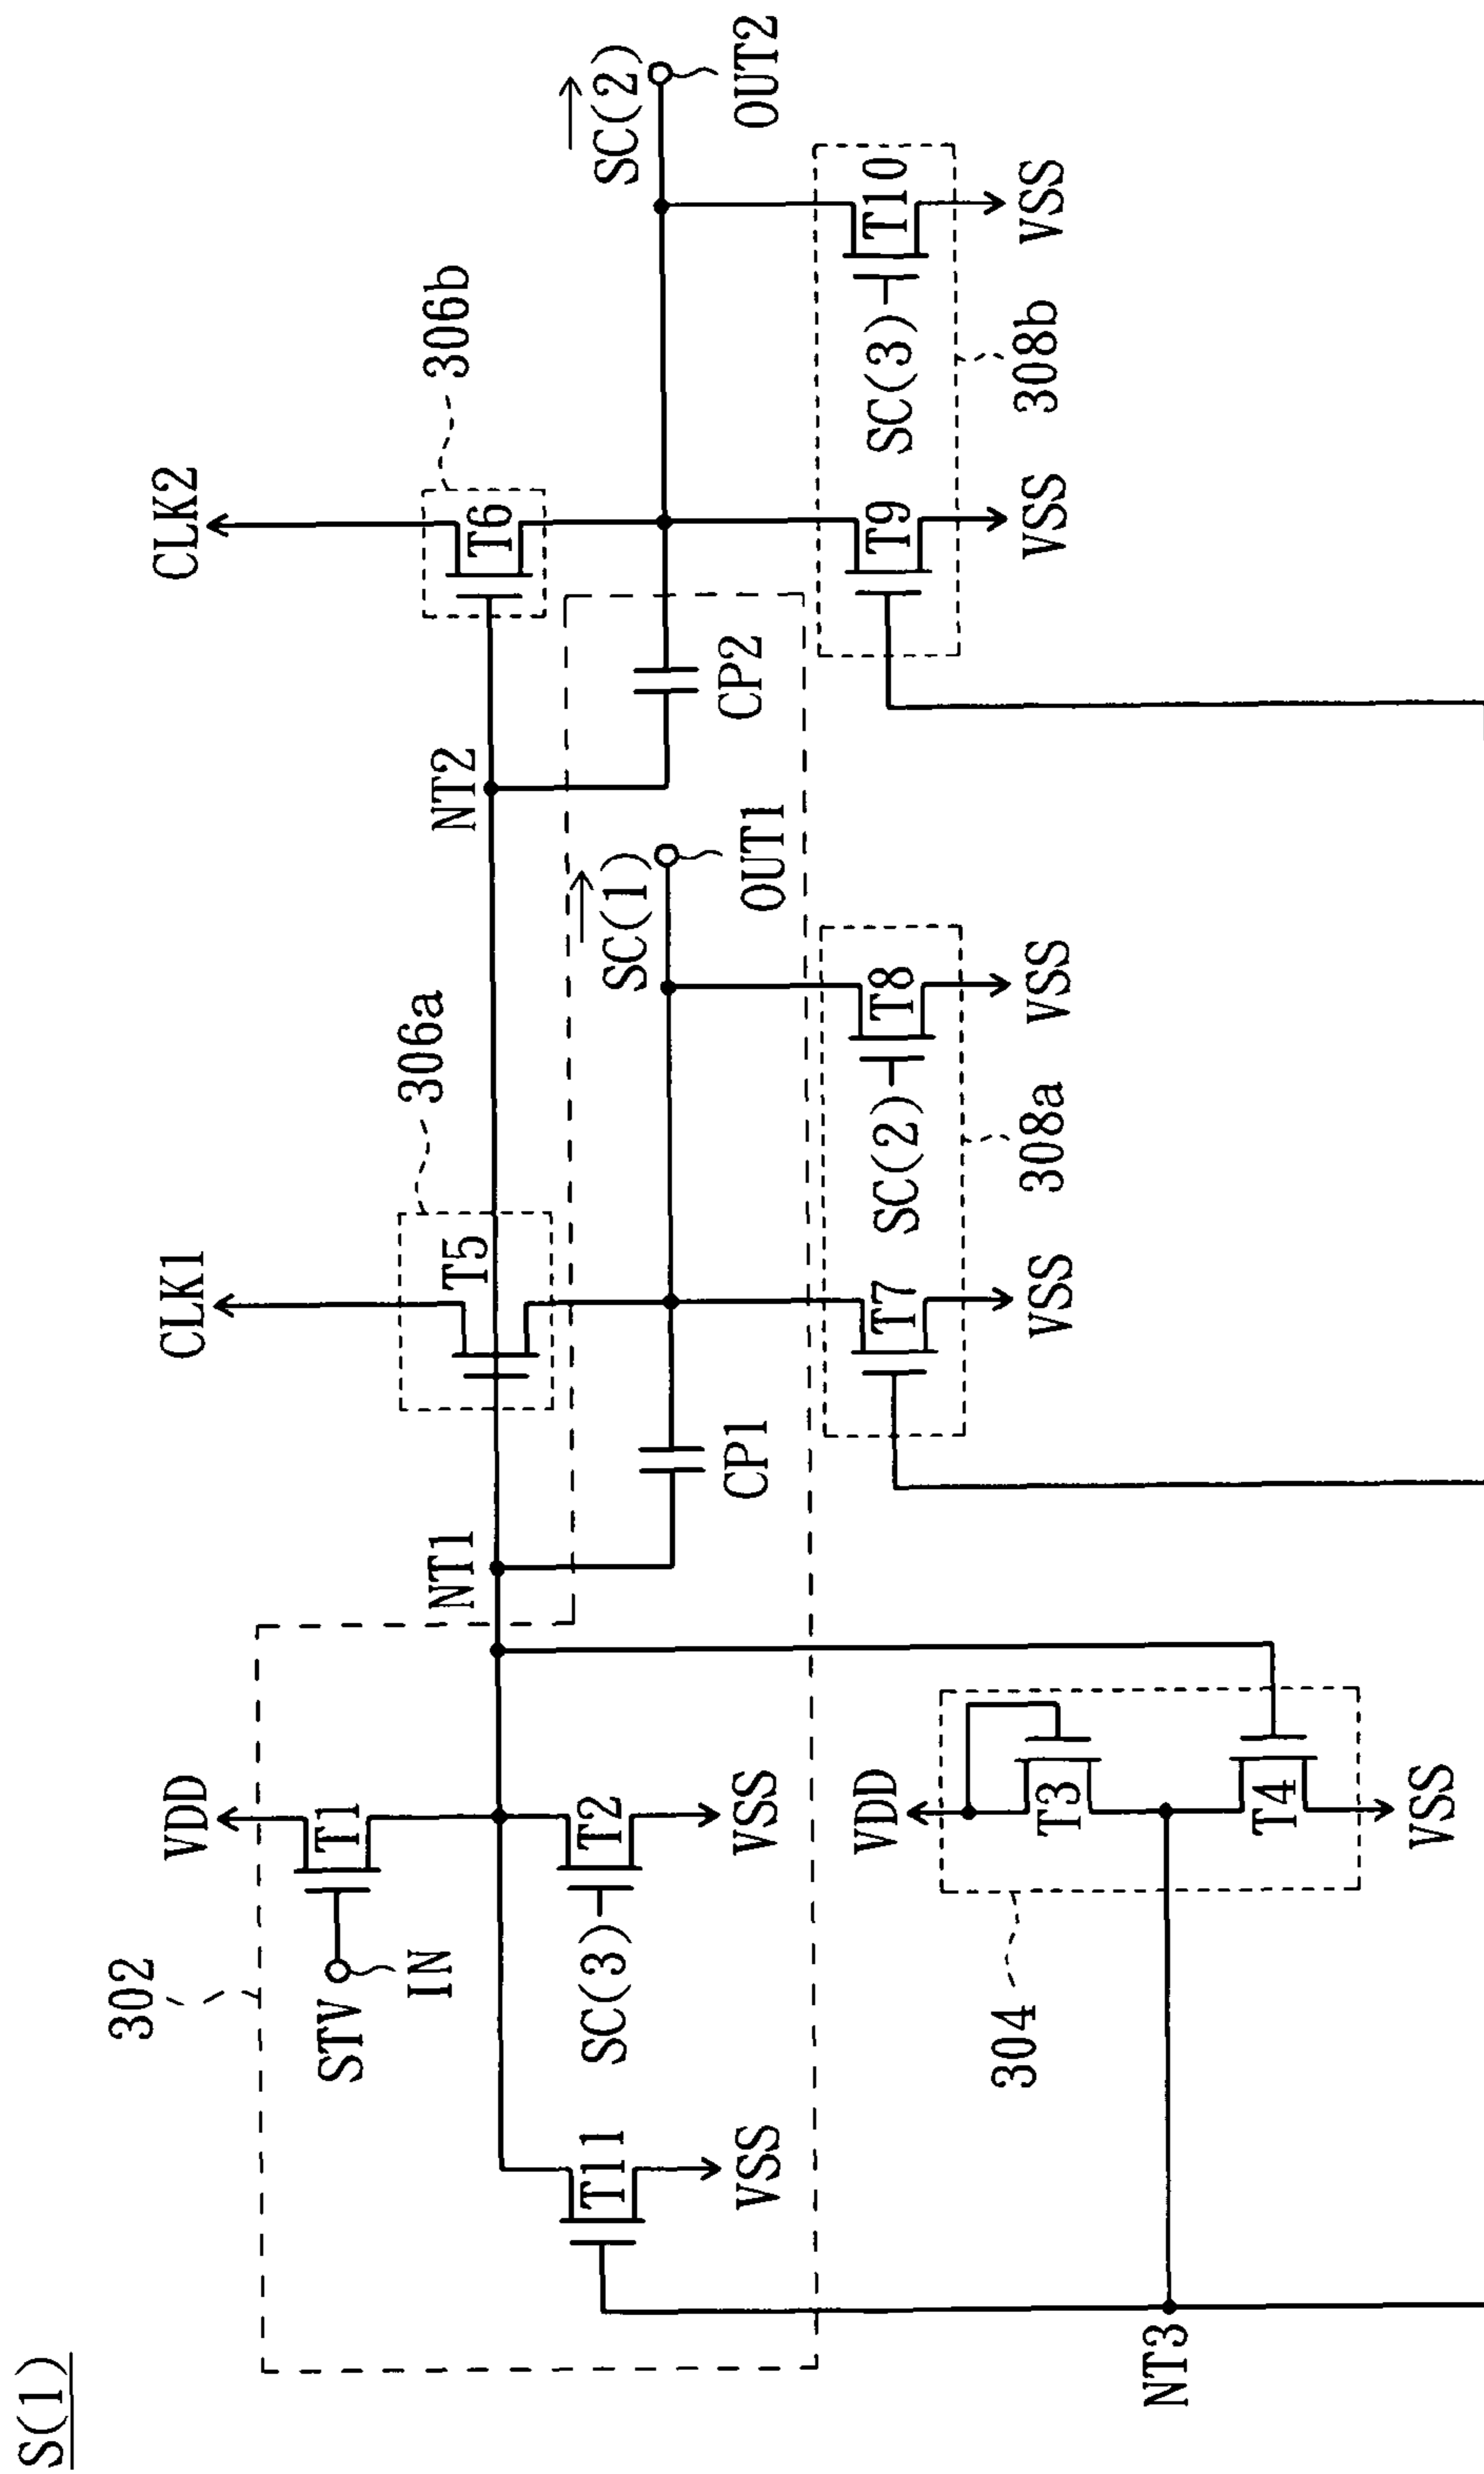 S(1)
302
VDD
T1
STV
IN
SC(3)
T2
VSS
T11
VSS
NT1
CLK1
T5
306a
NT2
CLK2
T6
306b
CP1
SC(1)
OUT1
CP2
SC(2)
OUT2
T7
VSS
SC(2)
T8
VSS
308a
T9
VSS
SC(3)
T10
VSS
308b
304
VDD
T3
T4
VSS
NT3